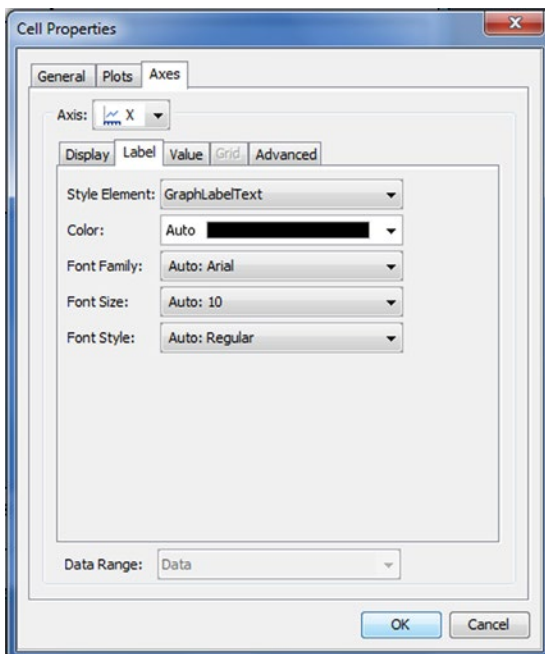 Cell Properties
General Plots Axes
Axis: X
Display Label Value Grid Advanced
Style Element: GraphLabelText
Color: Auto
Font Family: Auto: Arial
Font Size: Auto: 10
Font Style: Auto: Regular
Data Range: Data
OK Cancel